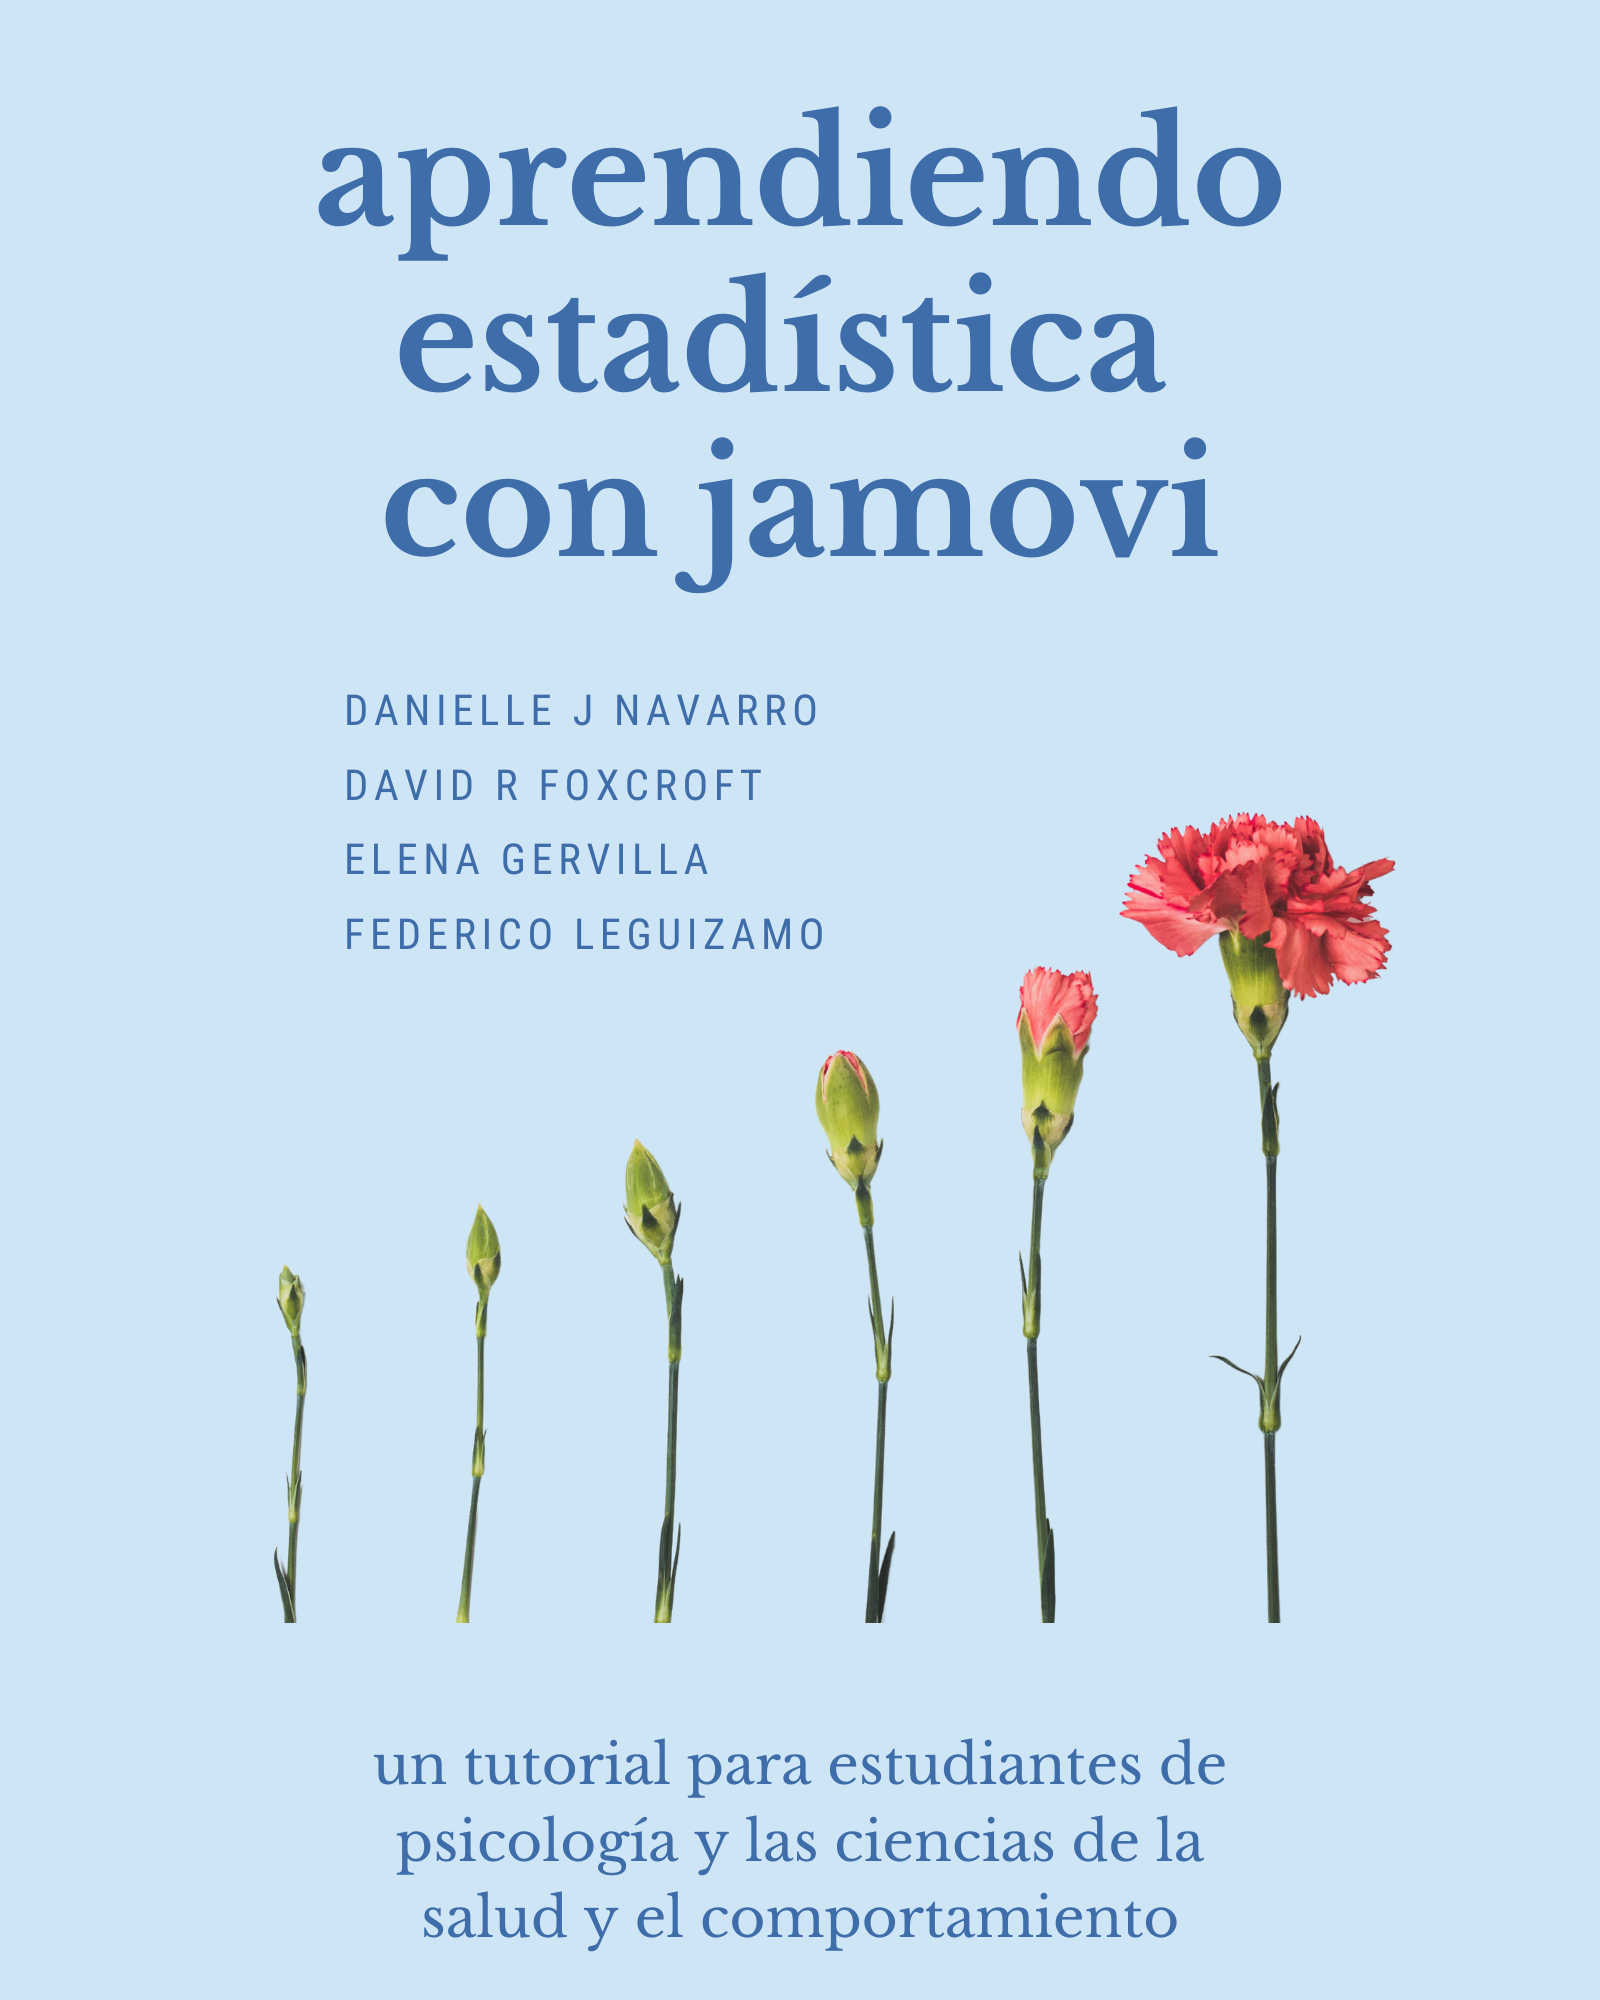 aprendiendo
estadística
con jamovi
DANIELLE J NAVARRO
DAVID R FOXCROFT
ELENA GERVILLA
FEDERICO LEGUIZAMO
un tutorial para estudiantes de
psicología y las ciencias de la
salud y el comportamiento